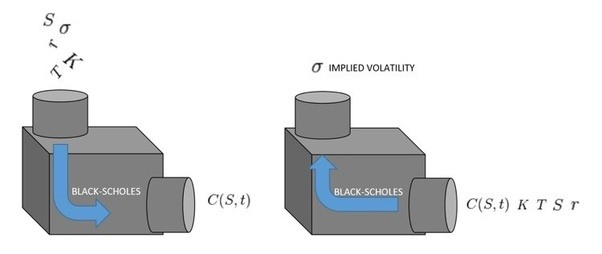 S σ
r K
T
BLACK-SCHOLES
C(S,t)
σ IMPLIED VOLATILITY
BLACK-SCHOLES
C(S,t) K T S r